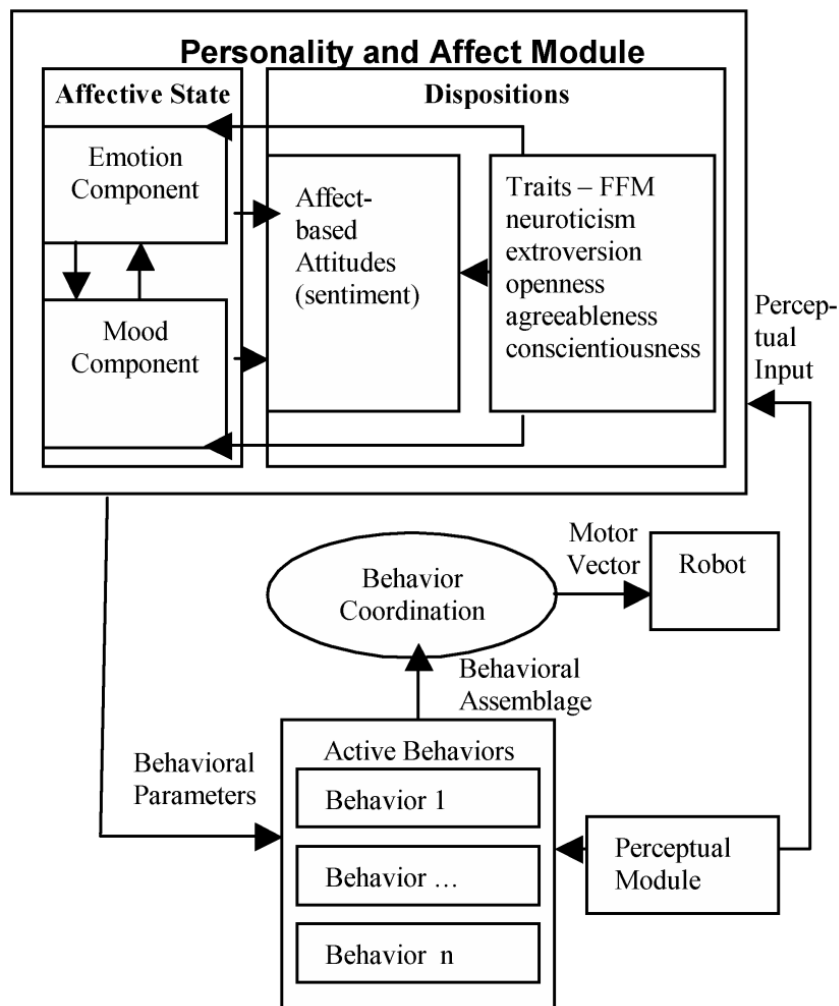 Personality and Affect Module
Affective State
Dispositions
Emotion
Component
Mood
Component
Affect-
based
Attitudes
(sentiment)
Traits – FFM
neuroticism
extroversion
openness
agreeableness
conscientiousness
Percep-
tual
Input
Behavior
Coordination
Motor
Vector
Robot
Behavioral
Assemblage
Behavioral
Parameters
Active Behaviors
Behavior 1
Behavior …
Behavior n
Perceptual
Module